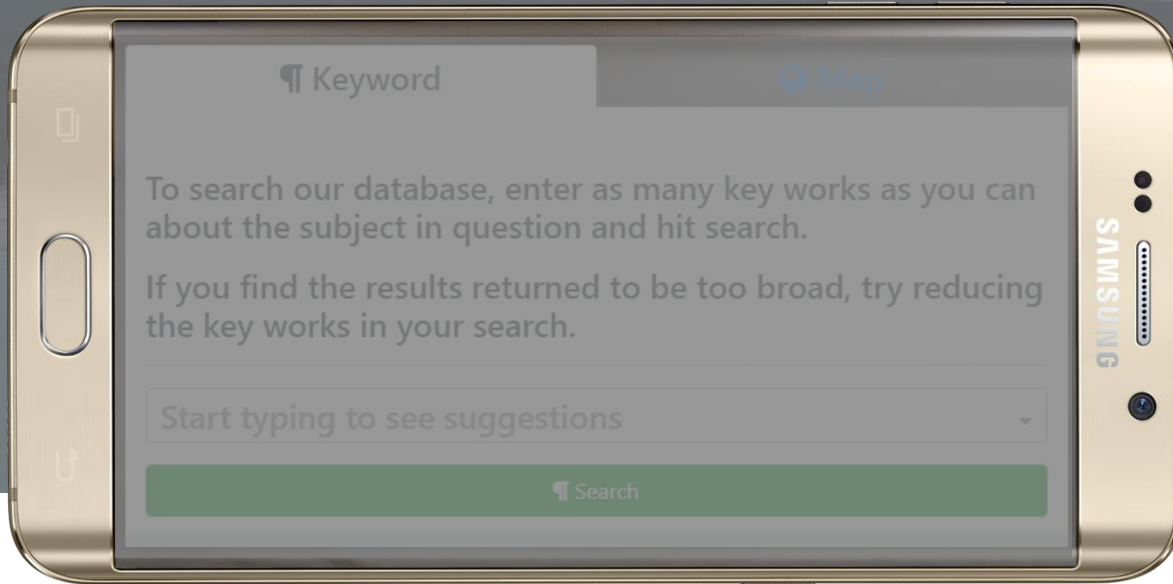 ¶ Keyword
Map
To search our database, enter as many key works as you can
about the subject in question and hit search.
If you find the results returned to be too broad, try reducing
the key works in your search.
Start typing to see suggestions
¶ Search
SAMSUNG